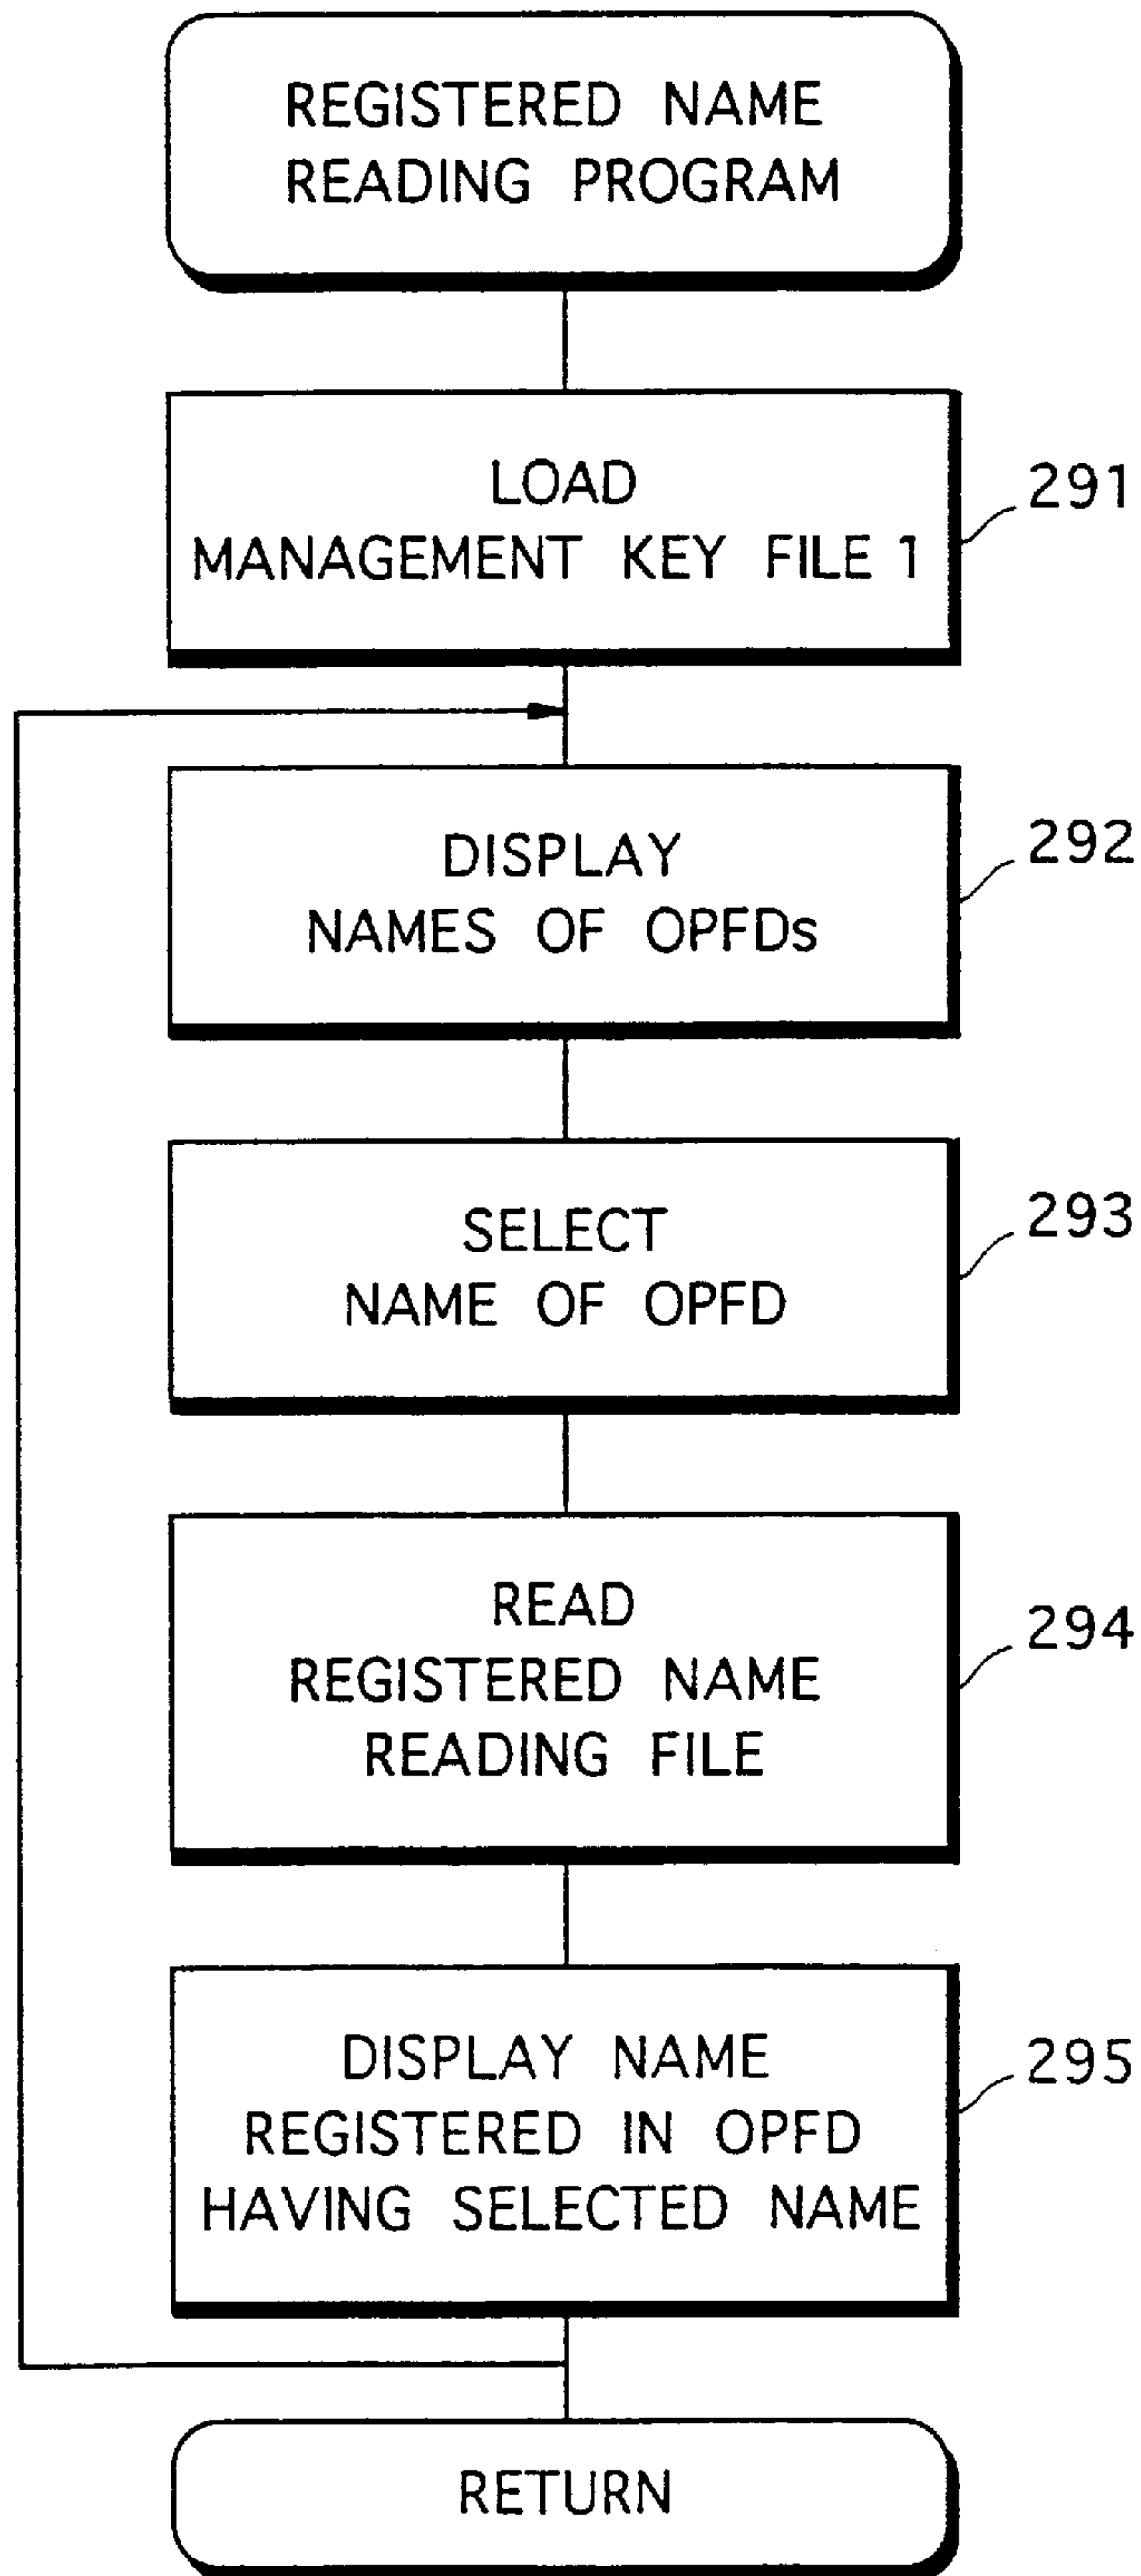 REGISTERED NAME
READING PROGRAM
LOAD
MANAGEMENT KEY FILE 1
291
DISPLAY
NAMES OF OPFDs
292
SELECT
NAME OF OPFD
293
READ
REGISTERED NAME
READING FILE
294
DISPLAY NAME
REGISTERED IN OPFD
HAVING SELECTED NAME
295
RETURN